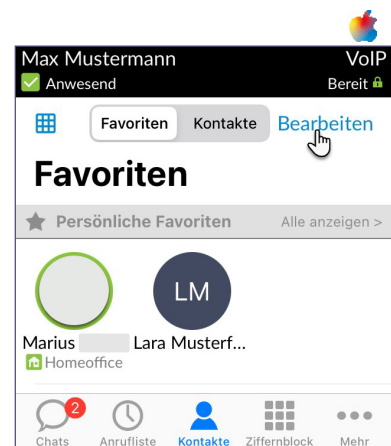 Max Mustermann VoIP
Anwesend Bereit
Favoriten Kontakte Bearbeiten
Favoriten
Persönliche Favoriten Alle anzeigen >
LM
Marius Lara Musterf...
Homeoffice
2
Chats Anrufliste Kontakte Ziffernblock Mehr